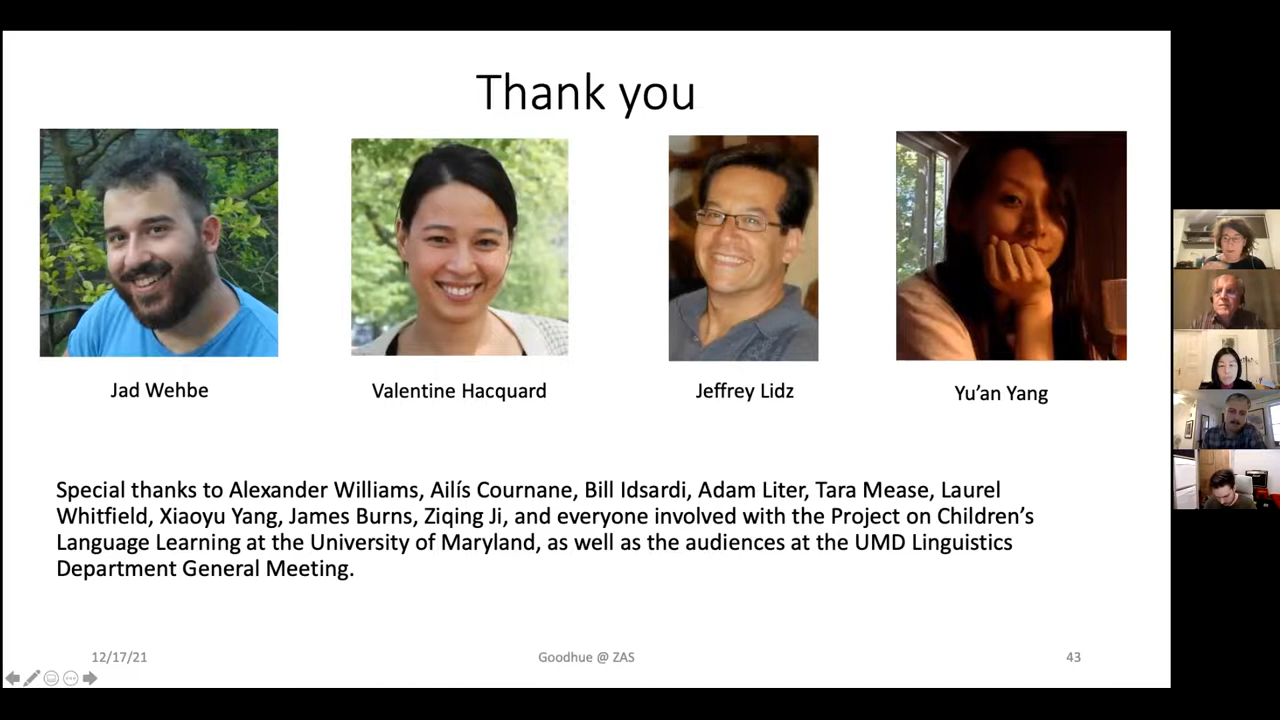 Thank you
Jad Wehbe
Valentine Hacquard
Jeffrey Lidz
Yu’an Yang
Special thanks to Alexander Williams, Ailís Cournane, Bill Idsardi, Adam Liter, Tara Mease, Laurel
Whitfield, Xiaoyu Yang, James Burns, Ziqing Ji, and everyone involved with the Project on Children’s
Language Learning at the University of Maryland, as well as the audiences at the UMD Linguistics
Department General Meeting.
12/17/21
Goodhue @ ZAS
43